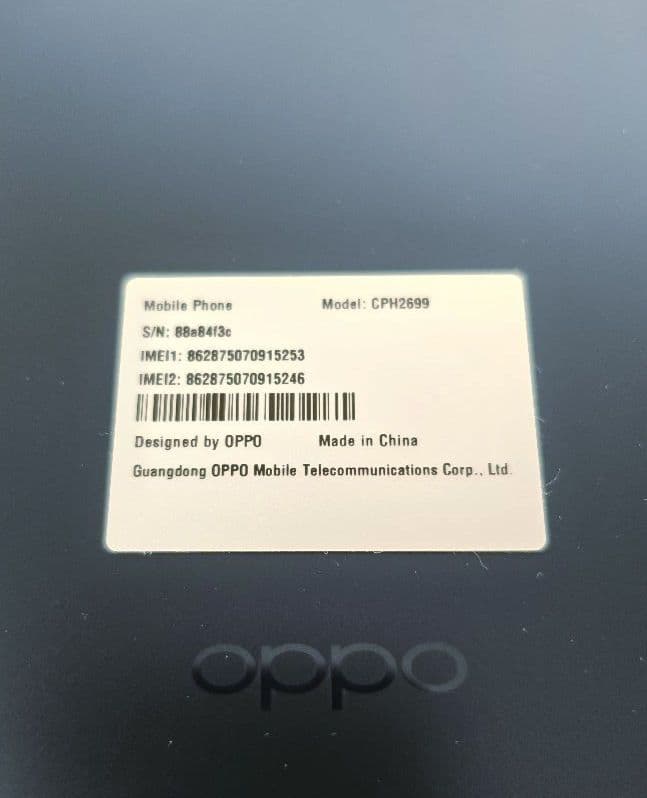 Mobile Phone Model: CPH2699
S/N: 88a84f3c
IMEI1: 862875070915253
IMEI2: 862875070915246
Designed by OPPO Made in China
Guangdong OPPO Mobile Telecommunications Corp., Ltd.
oppo